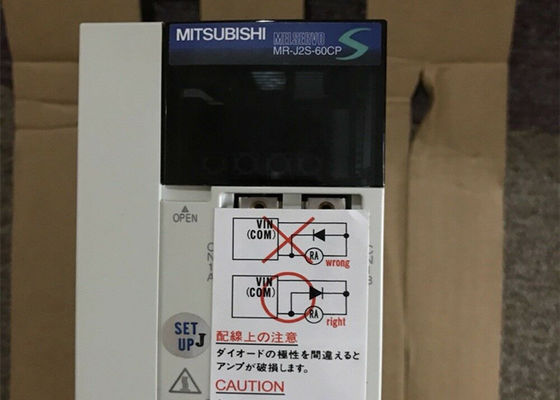 MITSUBISHI MELSERVO
MR-J2S-60CP
OPEN
C
N
1
A
VIN
(COM)
RA
wrong
VIN
(COM)
RA
right
SET
UP J
配線上の注意
ダイオードの極性を間違えると
アンプが破損します。
CAUTION